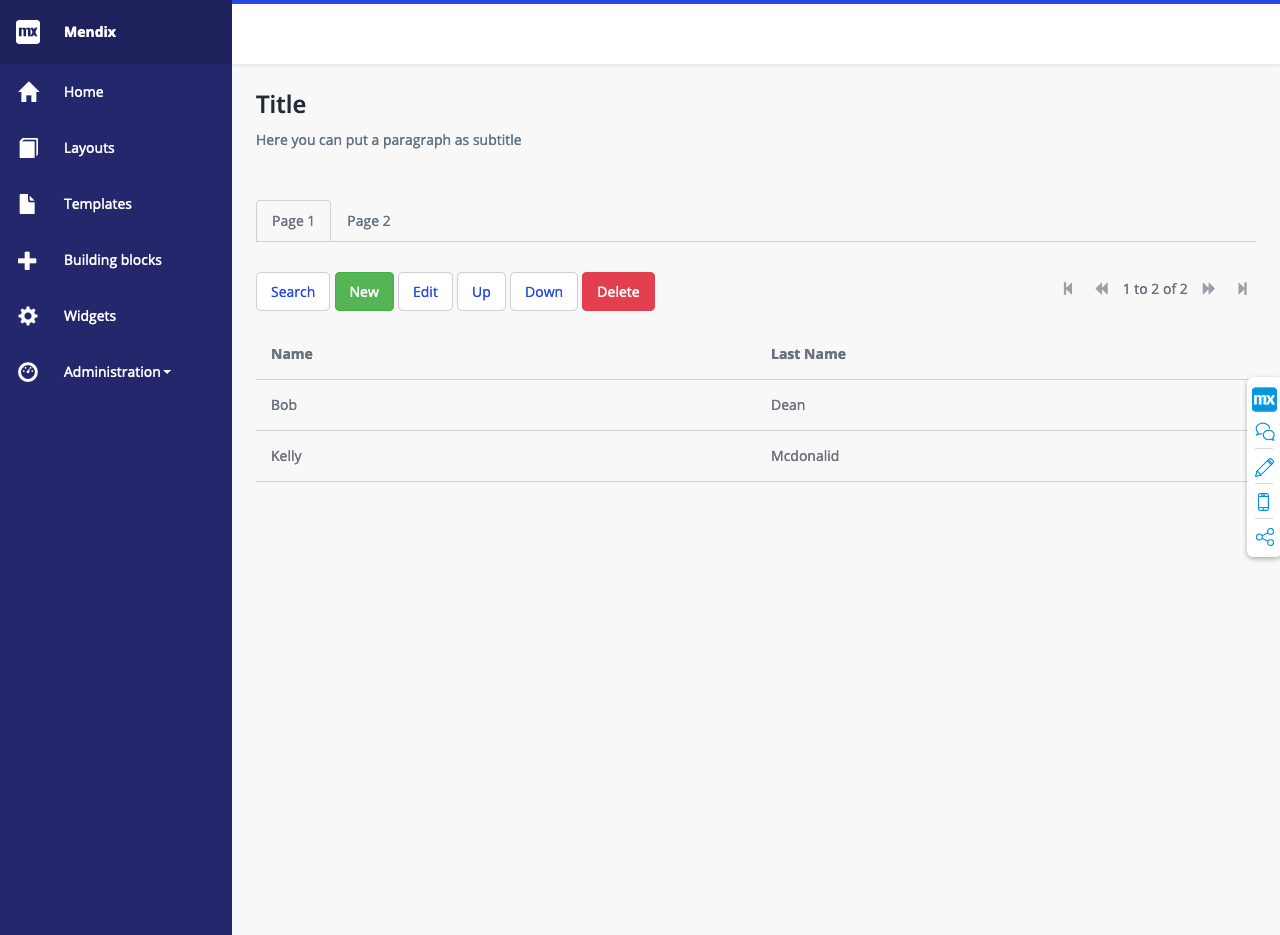 mx Mendix
Home
Layouts
Templates
Building blocks
Widgets
Administration
Title
Here you can put a paragraph as subtitle
Page 1 Page 2
Search New Edit Up Down Delete 1 to 2 of 2
Name Last Name
Bob Dean
Kelly Mcdonalid
mx